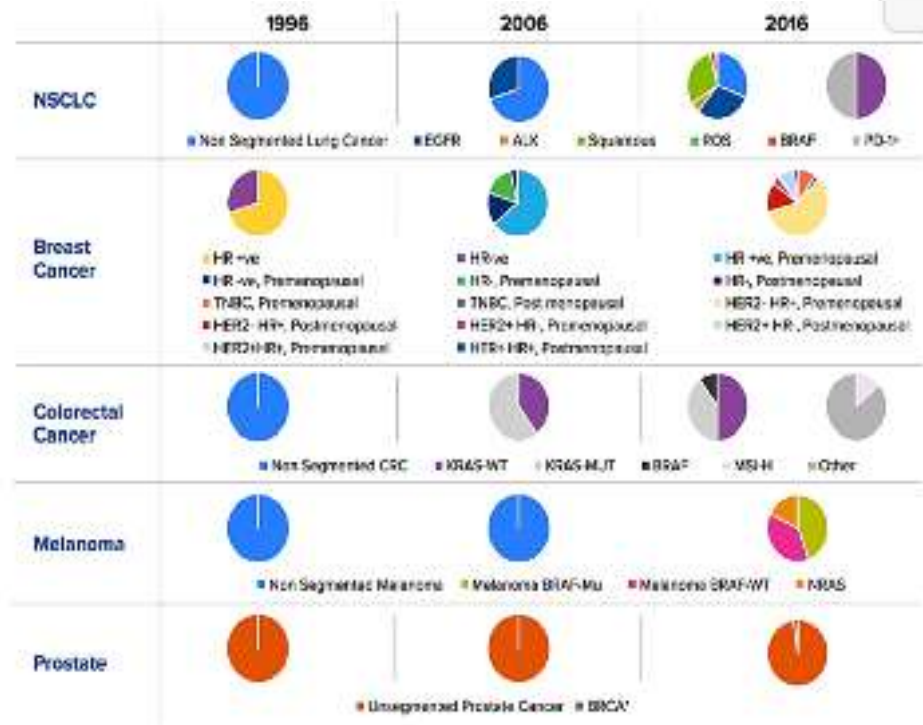 1996 2006 2016
NSCLC
Non Segmented Lung Cancer EGFR ALK Squamous ROS BRAF PD-1+
Breast
Cancer
HR +ve HR-ve HR +ve, Premenopausal
HR -ve, Premenopausal HR-, Premenopausal HR-, Postmenopausal
TNBC, Premenopausal TNBC, Post menopausal HER2- HR+, Premenopausal
HER2- HR+, Postmenopausal HER2+ HR-, Premenopausal HER2+ HR-, Postmenopausal
HER2+HR+, Premenopausal HR+, Postmenopausal
Colorectal
Cancer
Non Segmented CRC KRAS-WT KRAS-MUT BRAF MSI-H Other
Melanoma
Non Segmented Melanoma Melanoma BRAF-Mu Melanoma BRAF-WT NRAS
Prostate
Unsegmented Prostate Cancer BRCA*